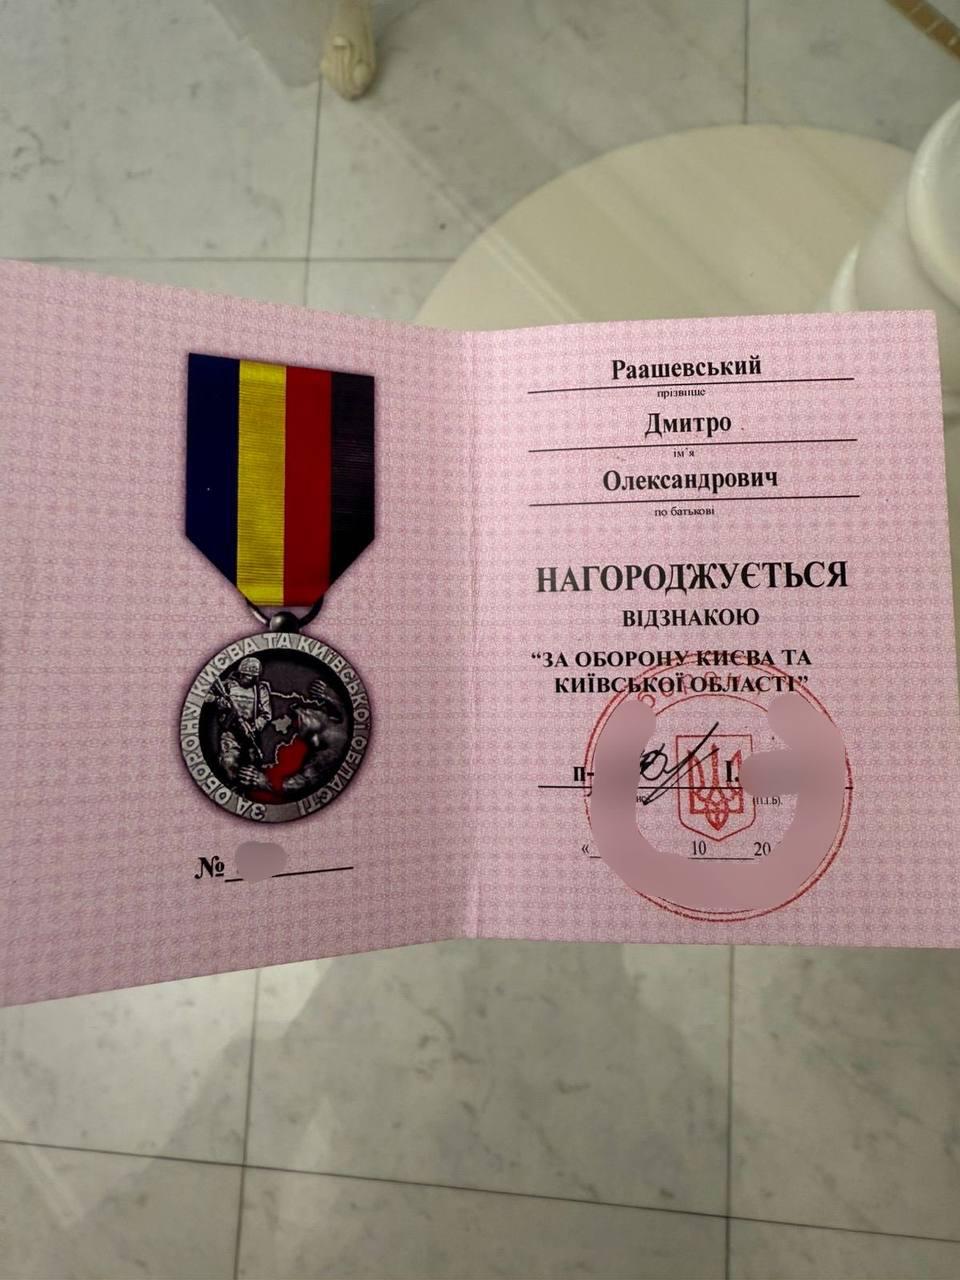 ЗА ОБОРОНУ КИЄВА ТА КИЇВСЬКОЇ ОБЛАСТІ
№
Раашевський
прізвище
Дмитро
ім'я
Олександрович
по батькові
НАГОРОДЖУЄТЬСЯ
ВІДЗНАКОЮ
“ЗА ОБОРОНУ КИЄВА ТА
КИЇВСЬКОЇ ОБЛАСТІ”
п- І.
(П.І.Б).
« 10 20